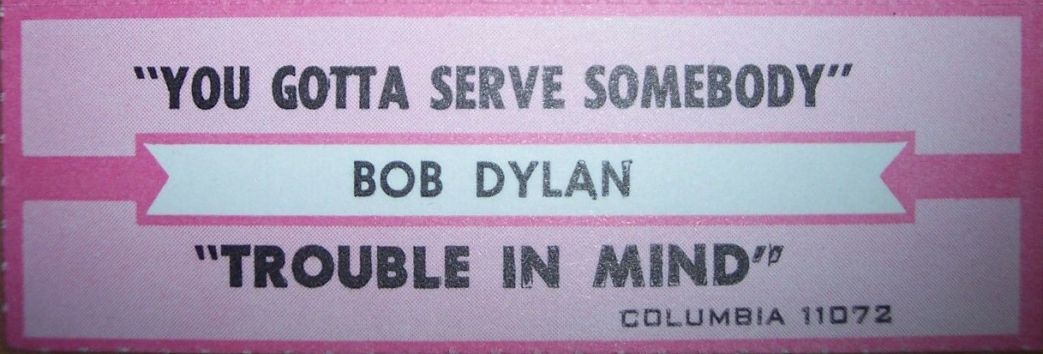 "YOU GOTTA SERVE SOMEBODY"
BOB DYLAN
"TROUBLE IN MIND"
COLUMBIA 11072